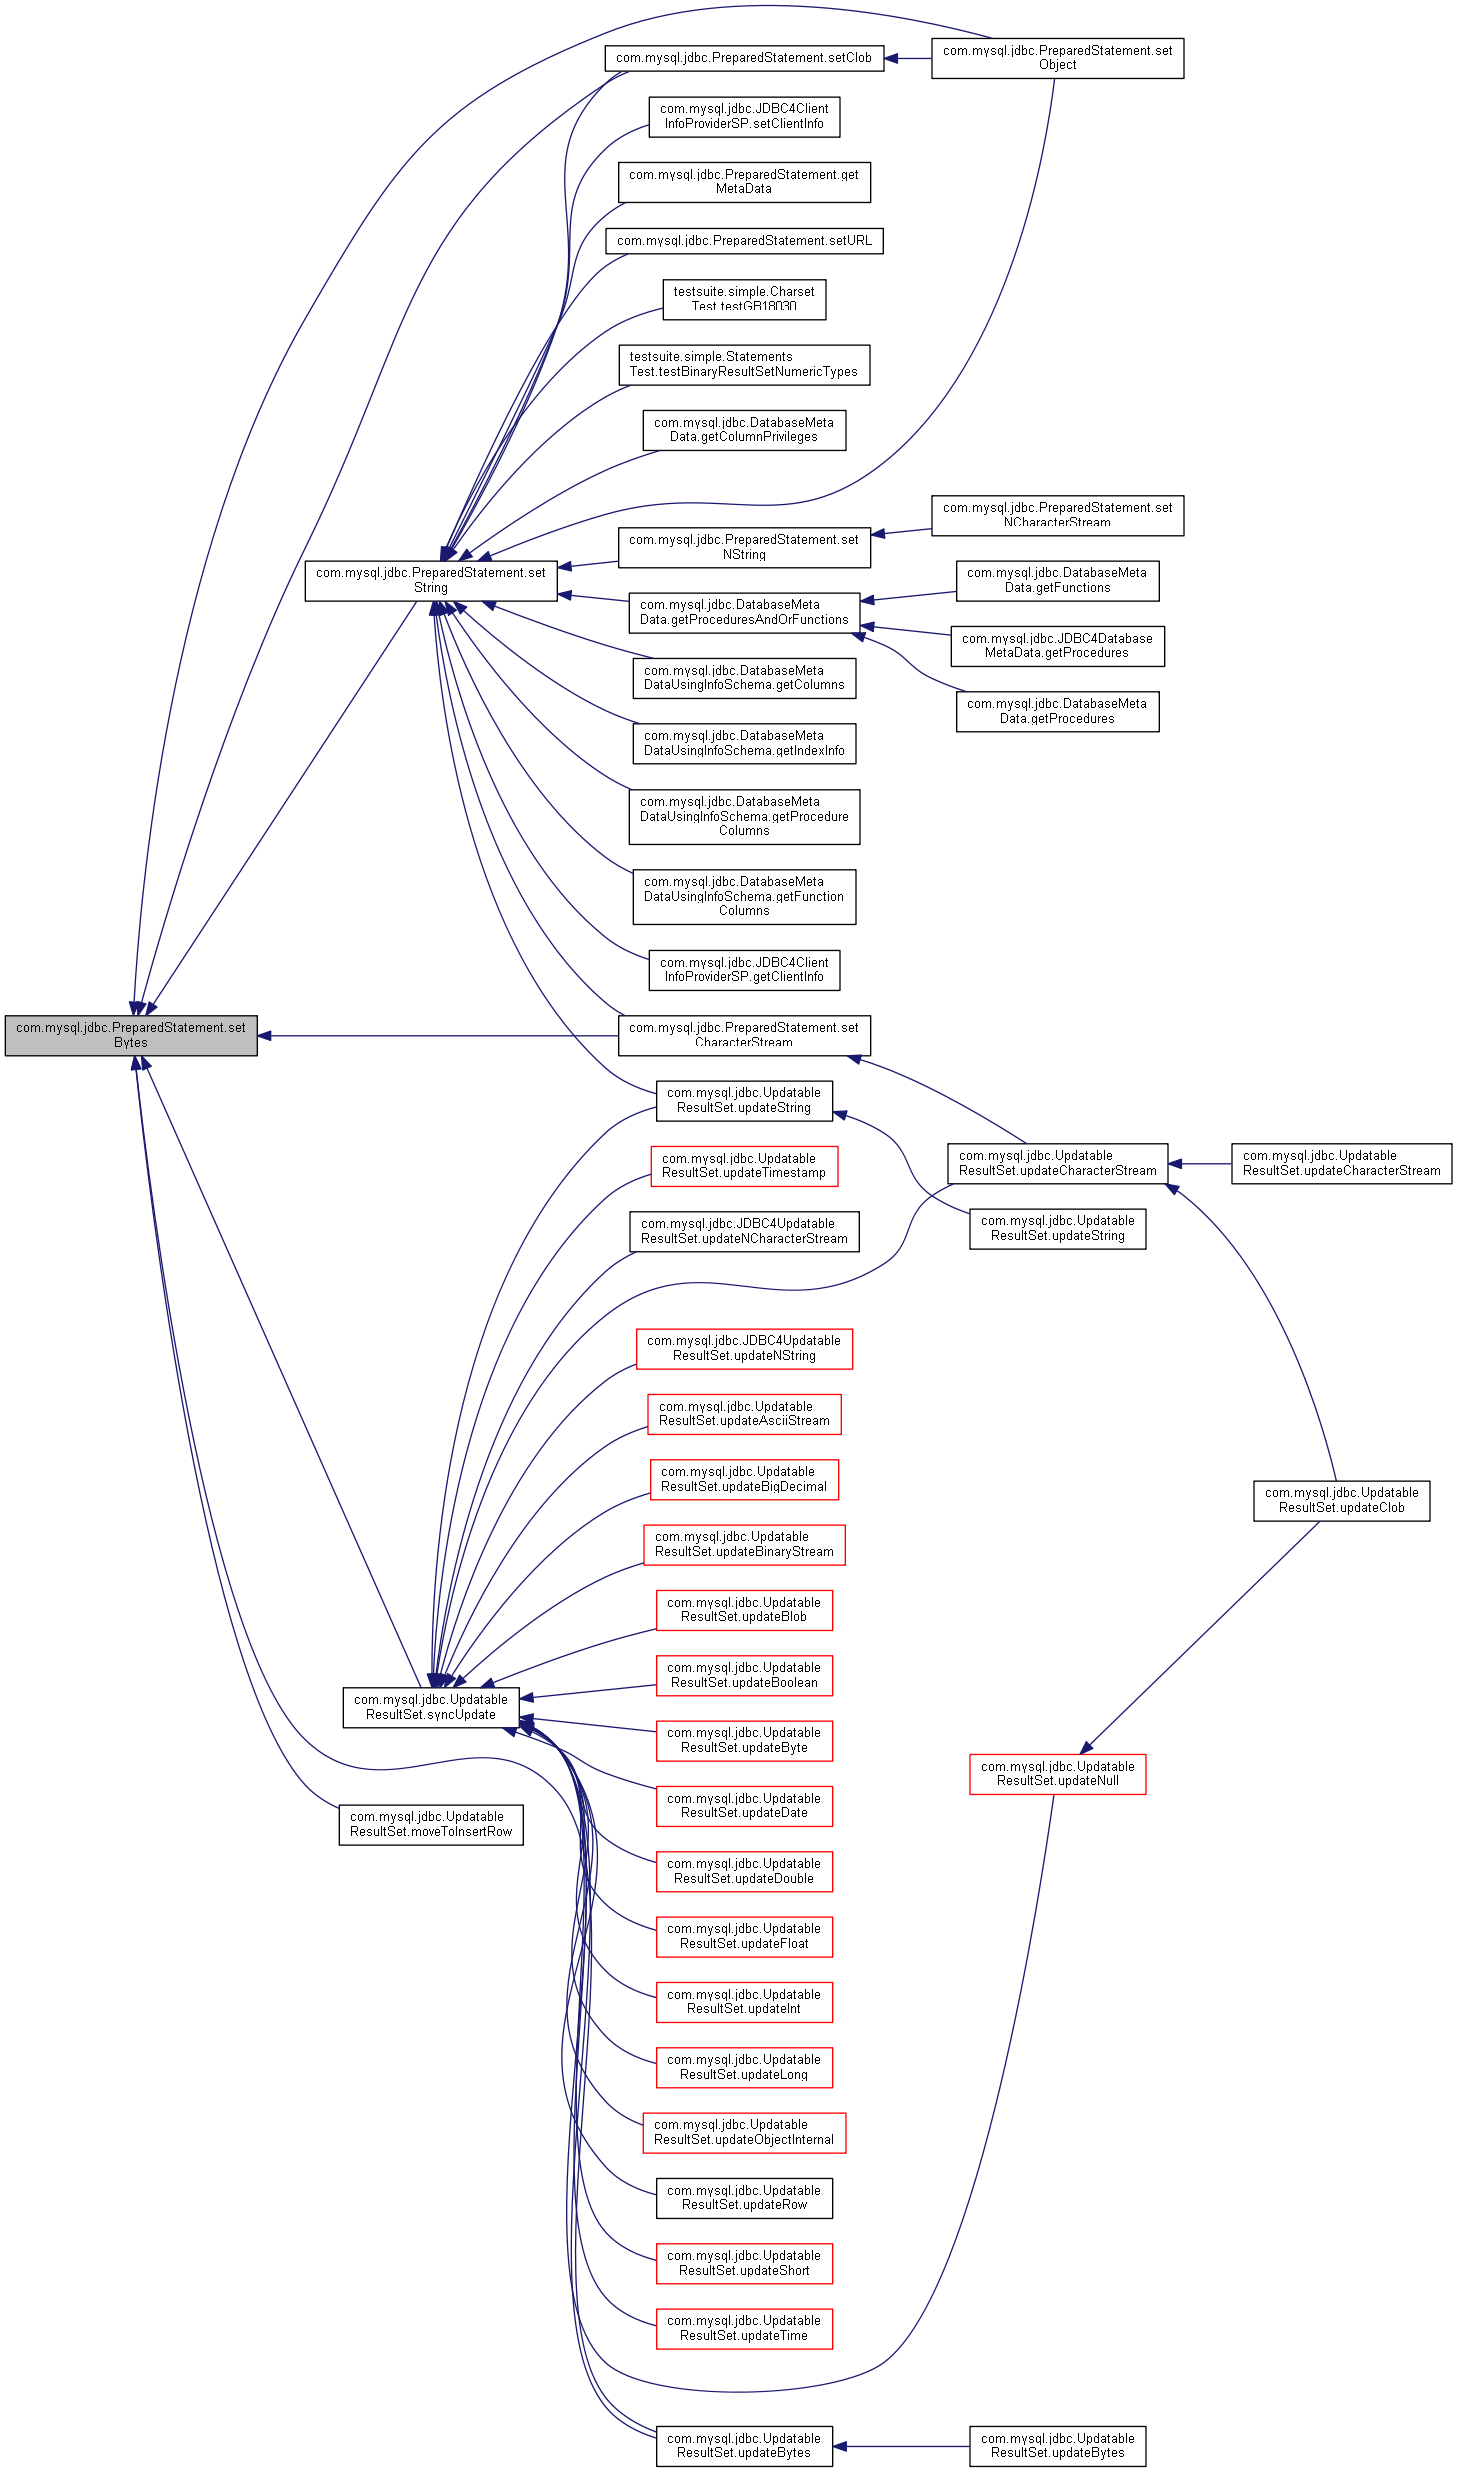 com.mysql.jdbc.PreparedStatement.setClob
com.mysql.jdbc.PreparedStatement.set
Object
com.mysql.jdbc.JDBC4Client
InfoProviderSP.setClientInfo
com.mysql.jdbc.PreparedStatement.get
MetaData
com.mysql.jdbc.PreparedStatement.setURL
testsuite.simple.Charset
Test.testGB18030
testsuite.simple.Statements
Test.testBinaryResultSetNumericTypes
com.mysql.jdbc.DatabaseMeta
Data.getColumnPrivileges
com.mysql.jdbc.PreparedStatement.set
NCharacterStream
com.mysql.jdbc.PreparedStatement.set
NString
com.mysql.jdbc.PreparedStatement.set
String
com.mysql.jdbc.DatabaseMeta
Data.getFunctions
com.mysql.jdbc.DatabaseMeta
Data.getProceduresAndOrFunctions
com.mysql.jdbc.JDBC4Database
MetaData.getProcedures
com.mysql.jdbc.DatabaseMeta
DataUsingInfoSchema.getColumns
com.mysql.jdbc.DatabaseMeta
Data.getProcedures
com.mysql.jdbc.DatabaseMeta
DataUsingInfoSchema.getIndexInfo
com.mysql.jdbc.DatabaseMeta
DataUsingInfoSchema.getProcedure
Columns
com.mysql.jdbc.DatabaseMeta
DataUsingInfoSchema.getFunction
Columns
com.mysql.jdbc.JDBC4Client
InfoProviderSP.getClientInfo
com.mysql.jdbc.PreparedStatement.set
Bytes
com.mysql.jdbc.PreparedStatement.set
CharacterStream
com.mysql.jdbc.Updatable
ResultSet.updateString
com.mysql.jdbc.Updatable
ResultSet.updateTimestamp
com.mysql.jdbc.Updatable
ResultSet.updateCharacterStream
com.mysql.jdbc.Updatable
ResultSet.updateCharacterStream
com.mysql.jdbc.JDBC4Updatable
ResultSet.updateNCharacterStream
com.mysql.jdbc.Updatable
ResultSet.updateString
com.mysql.jdbc.JDBC4Updatable
ResultSet.updateNString
com.mysql.jdbc.Updatable
ResultSet.updateAsciiStream
com.mysql.jdbc.Updatable
ResultSet.updateBigDecimal
com.mysql.jdbc.Updatable
ResultSet.updateClob
com.mysql.jdbc.Updatable
ResultSet.updateBinaryStream
com.mysql.jdbc.Updatable
ResultSet.updateBlob
com.mysql.jdbc.Updatable
ResultSet.updateBoolean
com.mysql.jdbc.Updatable
ResultSet.syncUpdate
com.mysql.jdbc.Updatable
ResultSet.updateByte
com.mysql.jdbc.Updatable
ResultSet.updateNull
com.mysql.jdbc.Updatable
ResultSet.updateDate
com.mysql.jdbc.Updatable
ResultSet.moveToInsertRow
com.mysql.jdbc.Updatable
ResultSet.updateDouble
com.mysql.jdbc.Updatable
ResultSet.updateFloat
com.mysql.jdbc.Updatable
ResultSet.updateInt
com.mysql.jdbc.Updatable
ResultSet.updateLong
com.mysql.jdbc.Updatable
ResultSet.updateObjectInternal
com.mysql.jdbc.Updatable
ResultSet.updateRow
com.mysql.jdbc.Updatable
ResultSet.updateShort
com.mysql.jdbc.Updatable
ResultSet.updateTime
com.mysql.jdbc.Updatable
ResultSet.updateBytes
com.mysql.jdbc.Updatable
ResultSet.updateBytes